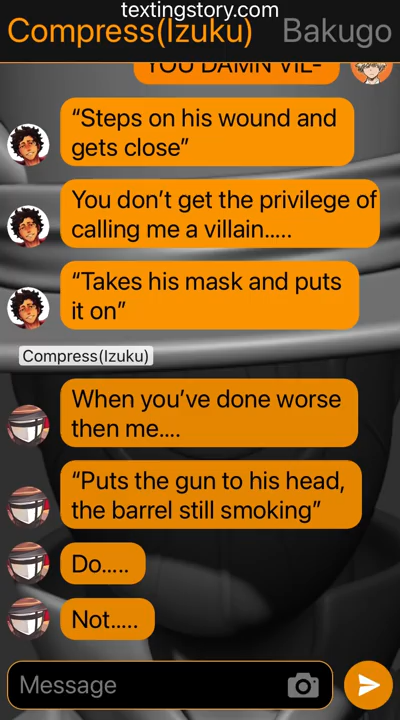 textingstory.com
Compress(Izuku) Bakugo
YOU DAMN VIL-
“Steps on his wound and
gets close”
You don’t get the privilege of
calling me a villain.....
“Takes his mask and puts
it on”
Compress(Izuku)
When you’ve done worse
then me....
“Puts the gun to his head,
the barrel still smoking”
Do.....
Not.....
Message